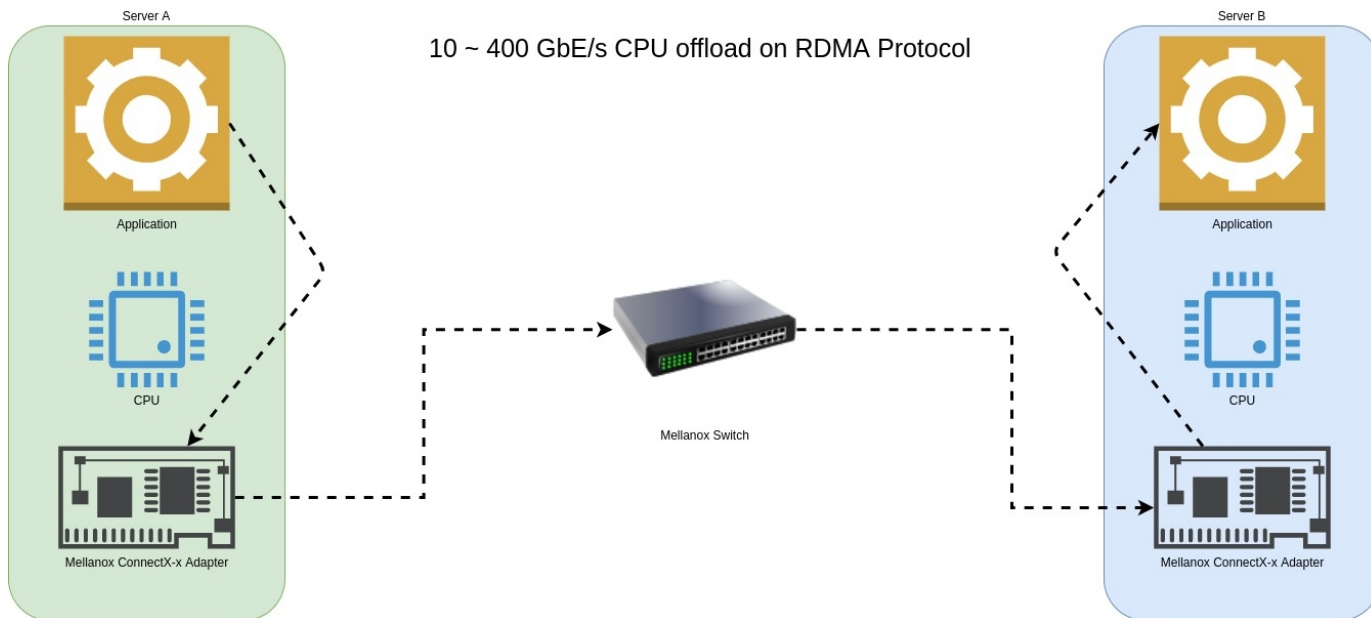 Server A
Server B
10 ~ 400 GbE/s CPU offload on RDMA Protocol
Application
Application
CPU
CPU
Mellanox Switch
Mellanox ConnectX-x Adapter
Mellanox ConnectX-x Adapter